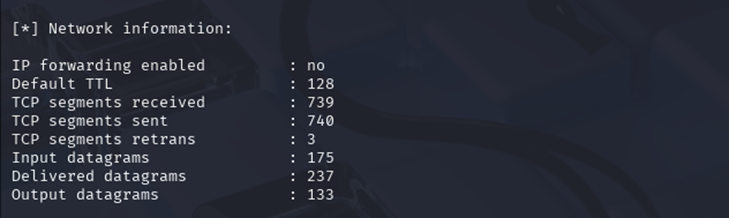 [*] Network information:
IP forwarding enabled : no
Default TTL : 128
TCP segments received : 739
TCP segments sent : 740
TCP segments retrans : 3
Input datagrams : 175
Delivered datagrams : 237
Output datagrams : 133